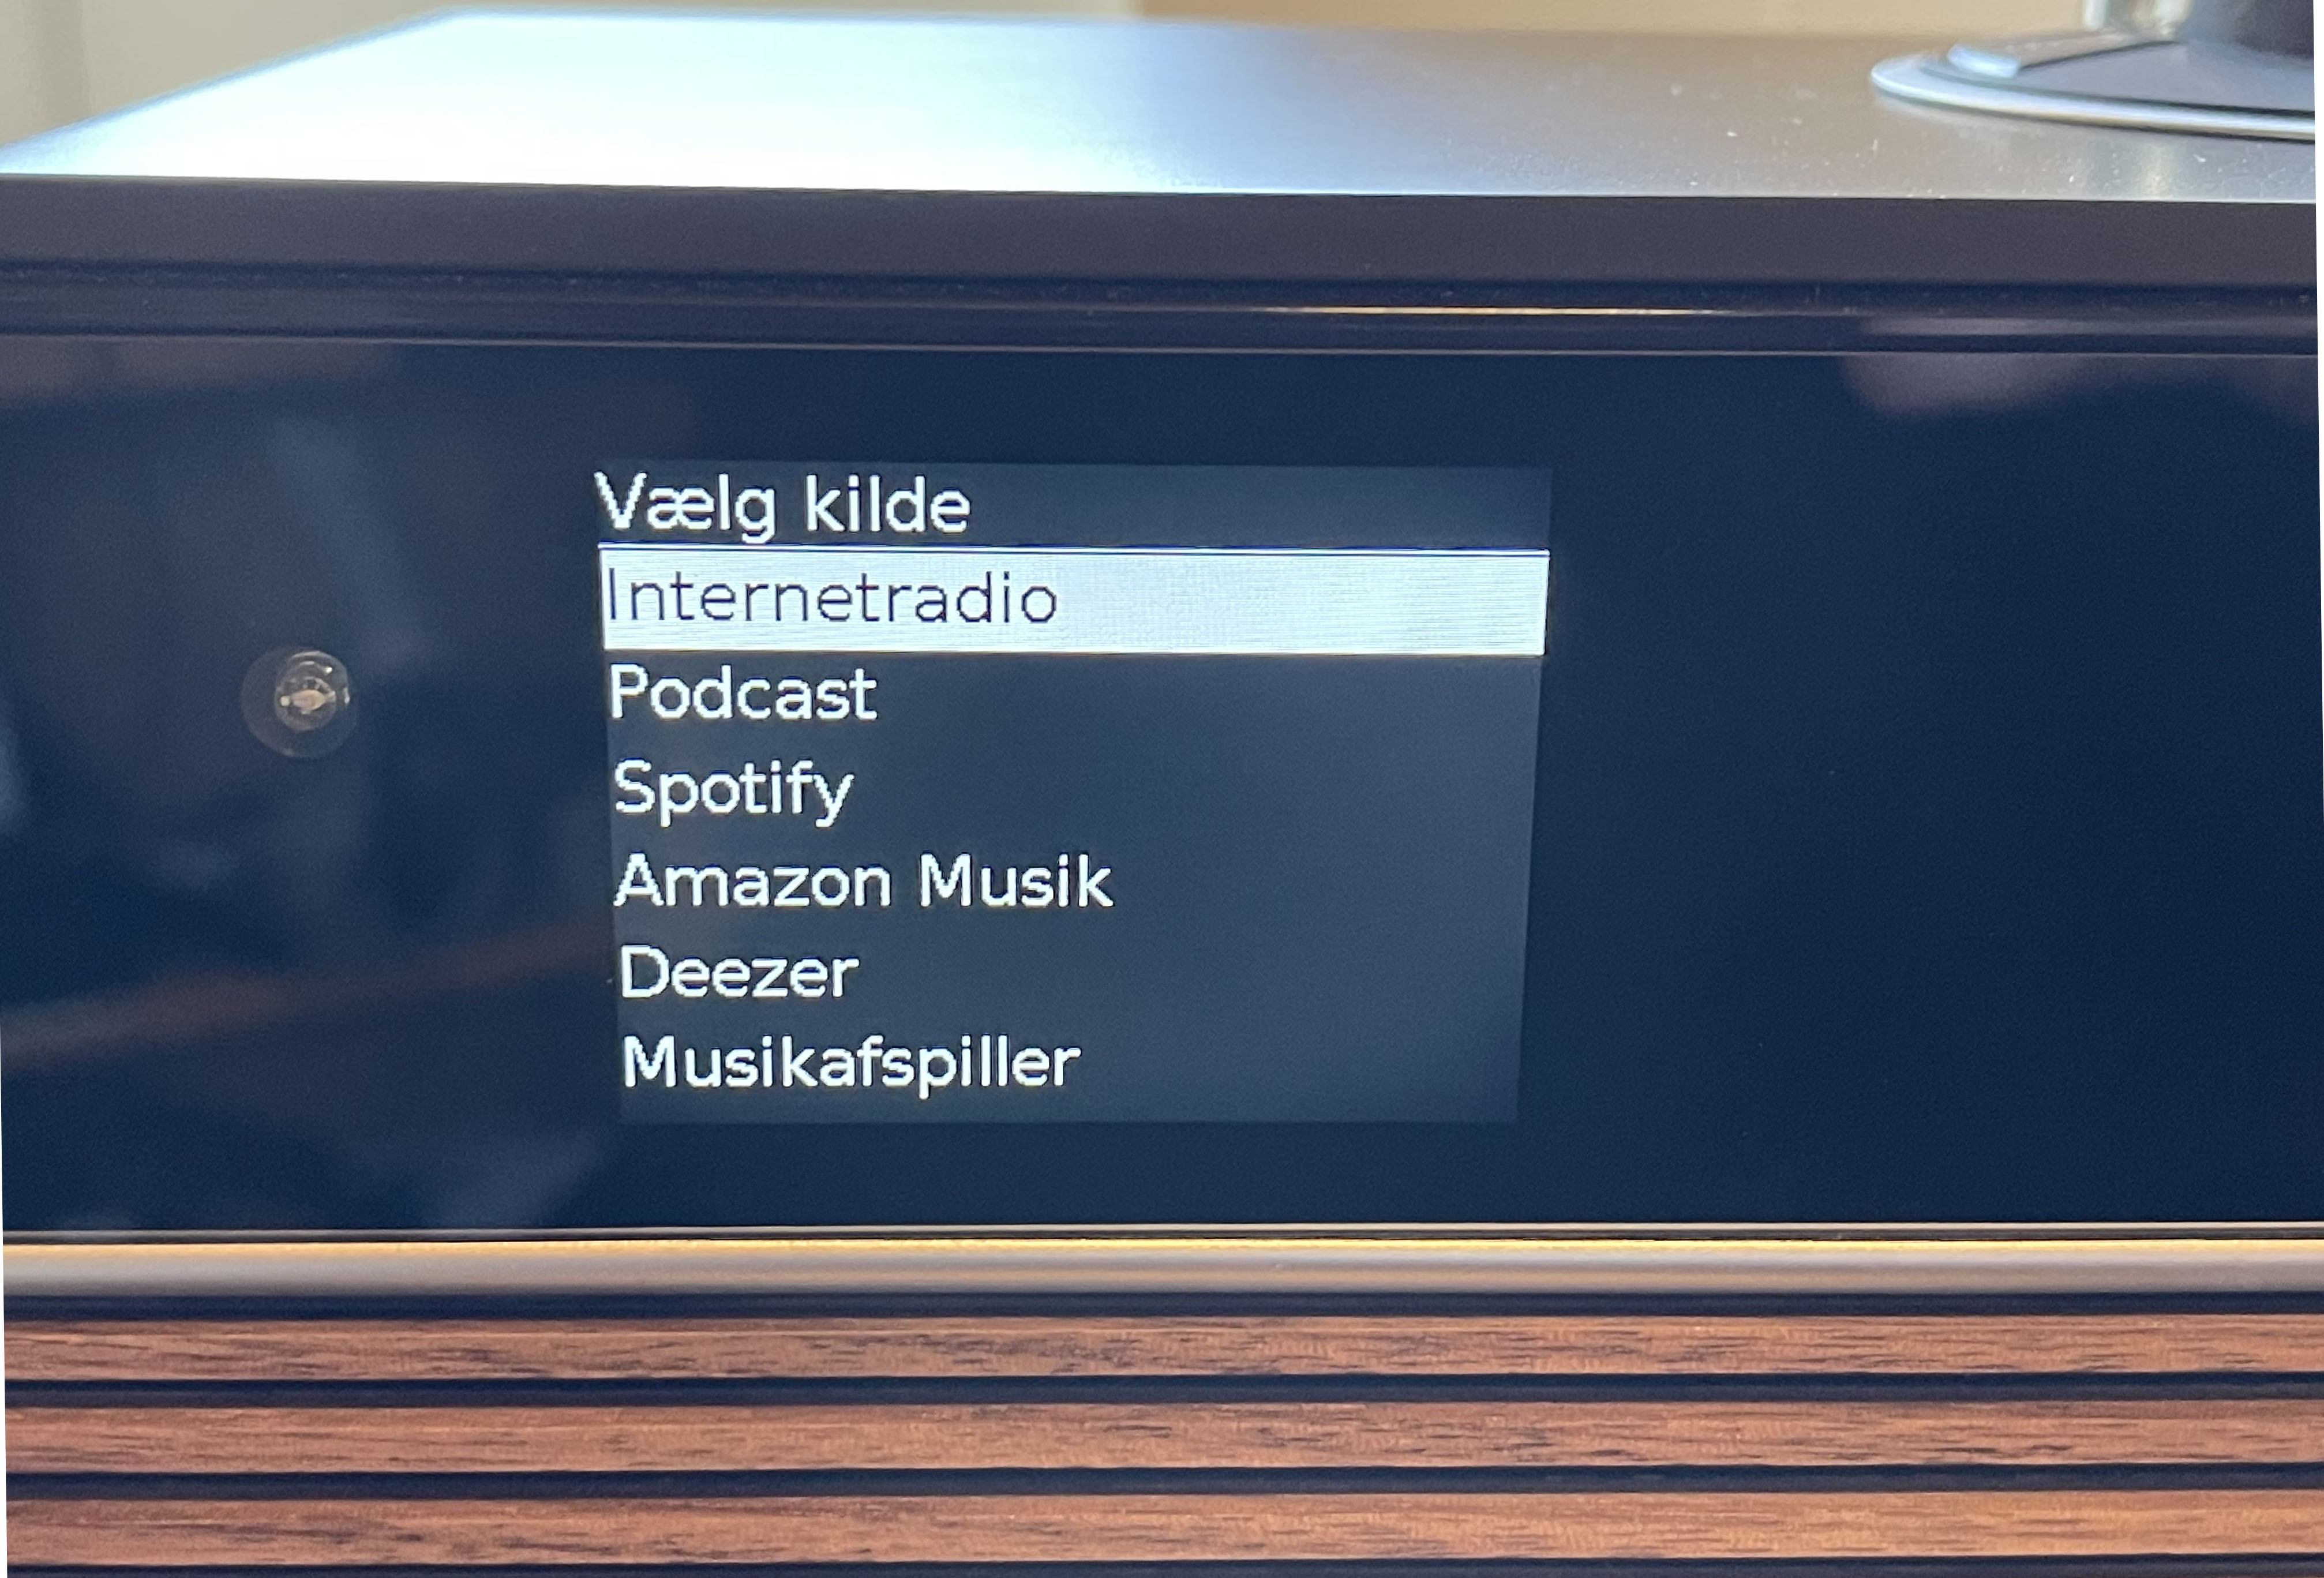 Vælg kilde
Internetradio
Podcast
Spotify
Amazon Musik
Deezer
Musikafspiller